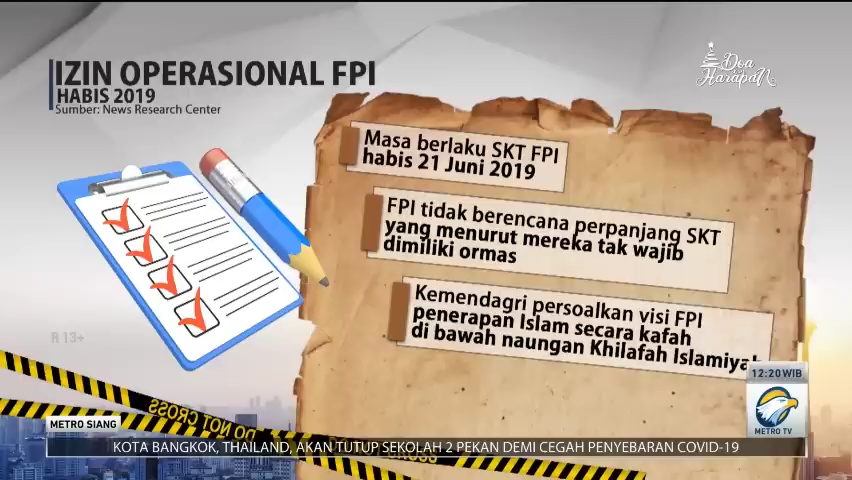 IZIN OPERASIONAL FPI
HABIS 2019
Sumber: News Research Center
Doa
Harapan
Masa berlaku SKT FPI
habis 21 Juni 2019
FPI tidak berencana perpanjang SKT
yang menurut mereka tak wajib
dimiliki ormas
Kemendagri persoalkan visi FPI
penerapan Islam secara kafah
di bawah naungan Khilafah Islamiyah
R 13+
12:20 WIB
METRO TV
DO NOT CROSS
METRO SIANG
KOTA BANGKOK, THAILAND, AKAN TUTUP SEKOLAH 2 PEKAN DEMI CEGAH PENYEBARAN COVID-19